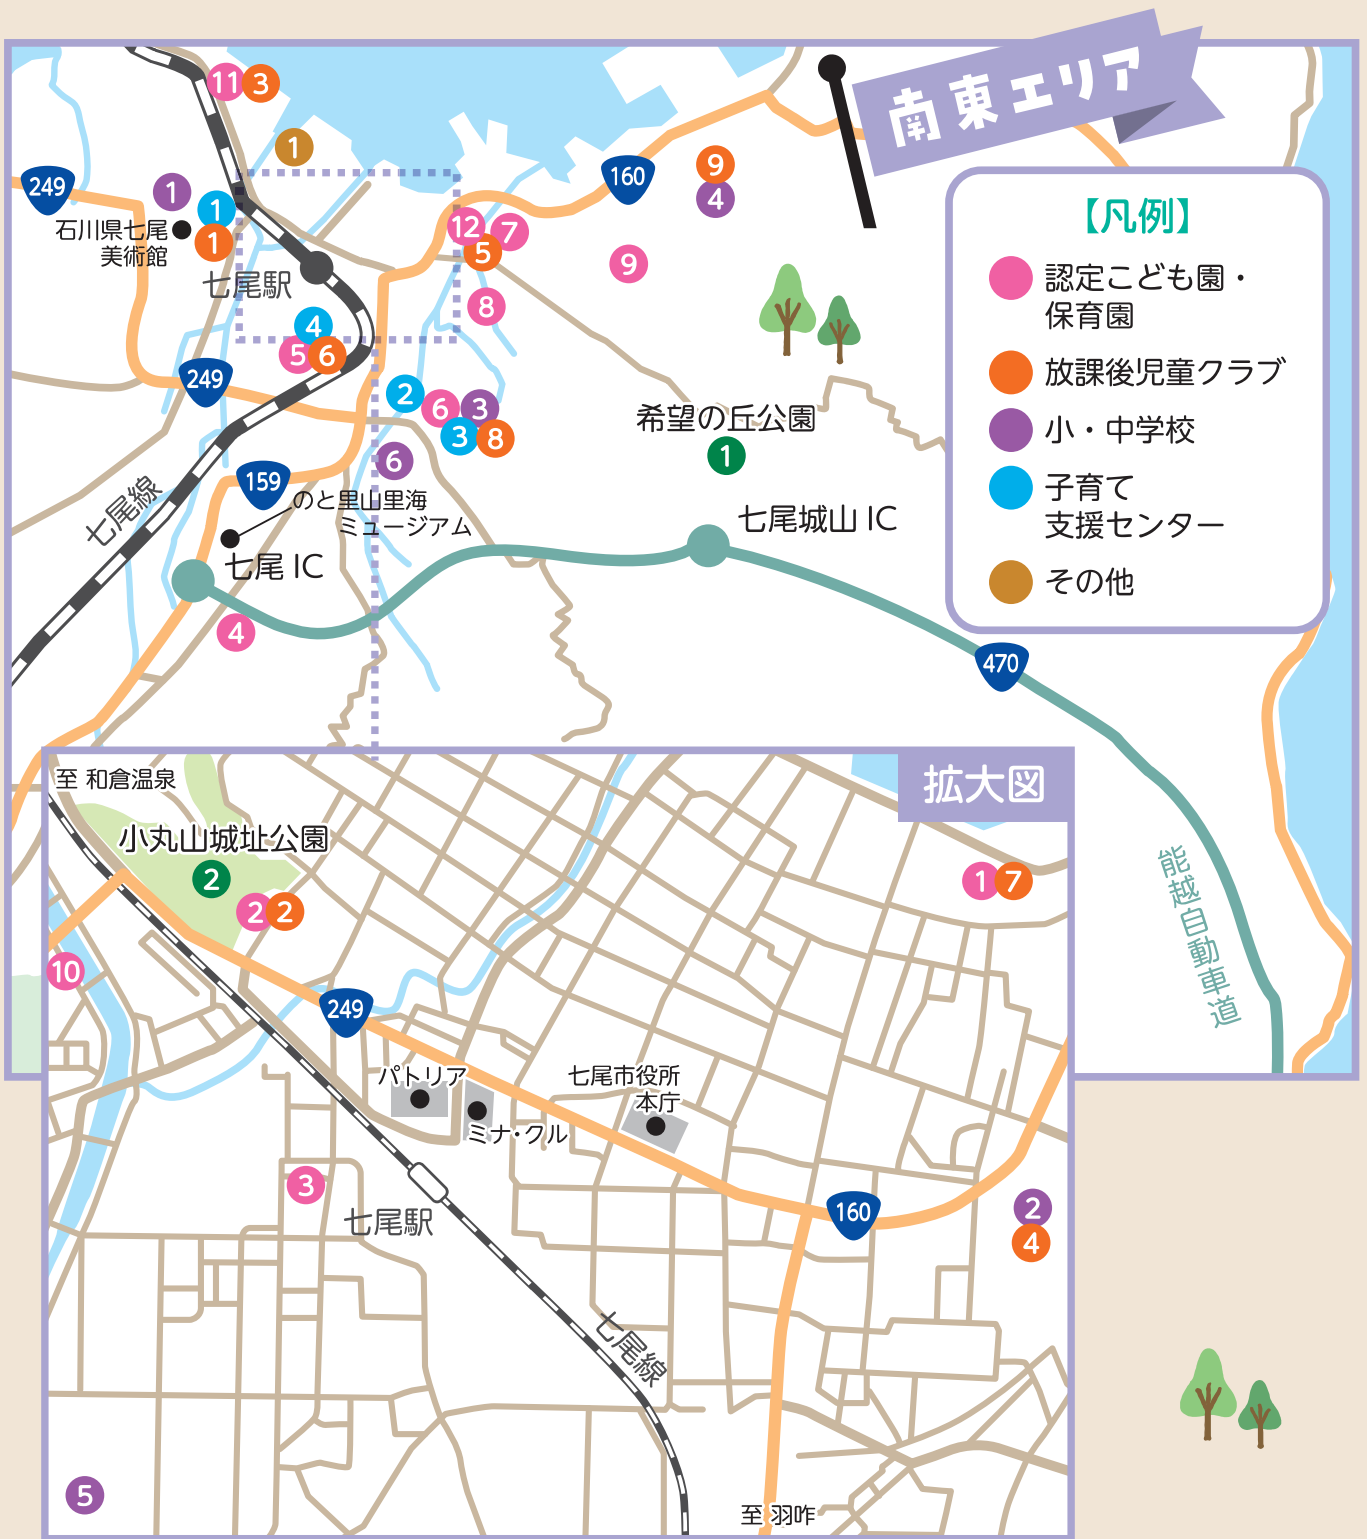 南東エリア
11 3
1
249
1
1
石川県七尾
美術館
1
七尾駅
160
9
4
12 7
5
9
8
4
5 6
249
2
6 3
3 8
6
159
のと里山里海
ミュージアム
七尾線
七尾 IC
4
希望の丘公園
1
七尾城山 IC
470
能越自動車道
【凡例】
認定こども園・
保育園
放課後児童クラブ
小・中学校
子育て
支援センター
その他
拡大図
至 和倉温泉
小丸山城址公園
2
2 2
10
1 7
249
パトリア
ミナ・クル
七尾市役所
本庁
3
七尾駅
160
2
4
七尾線
5
至 羽咋